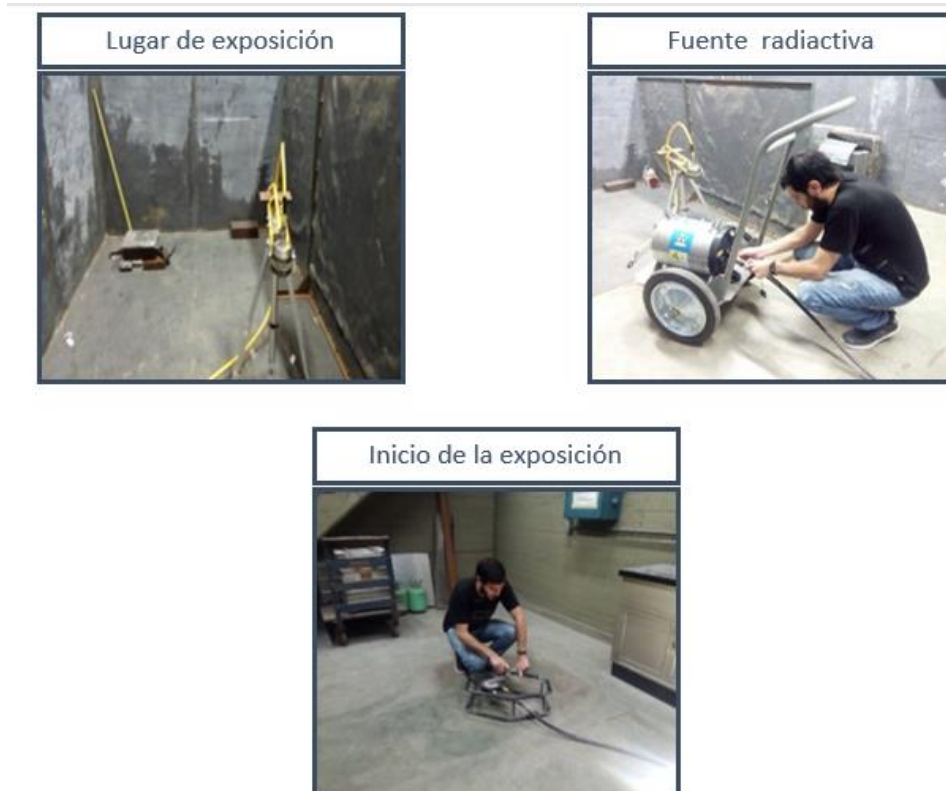 Lugar de exposición
Fuente radiactiva
Inicio de la exposición